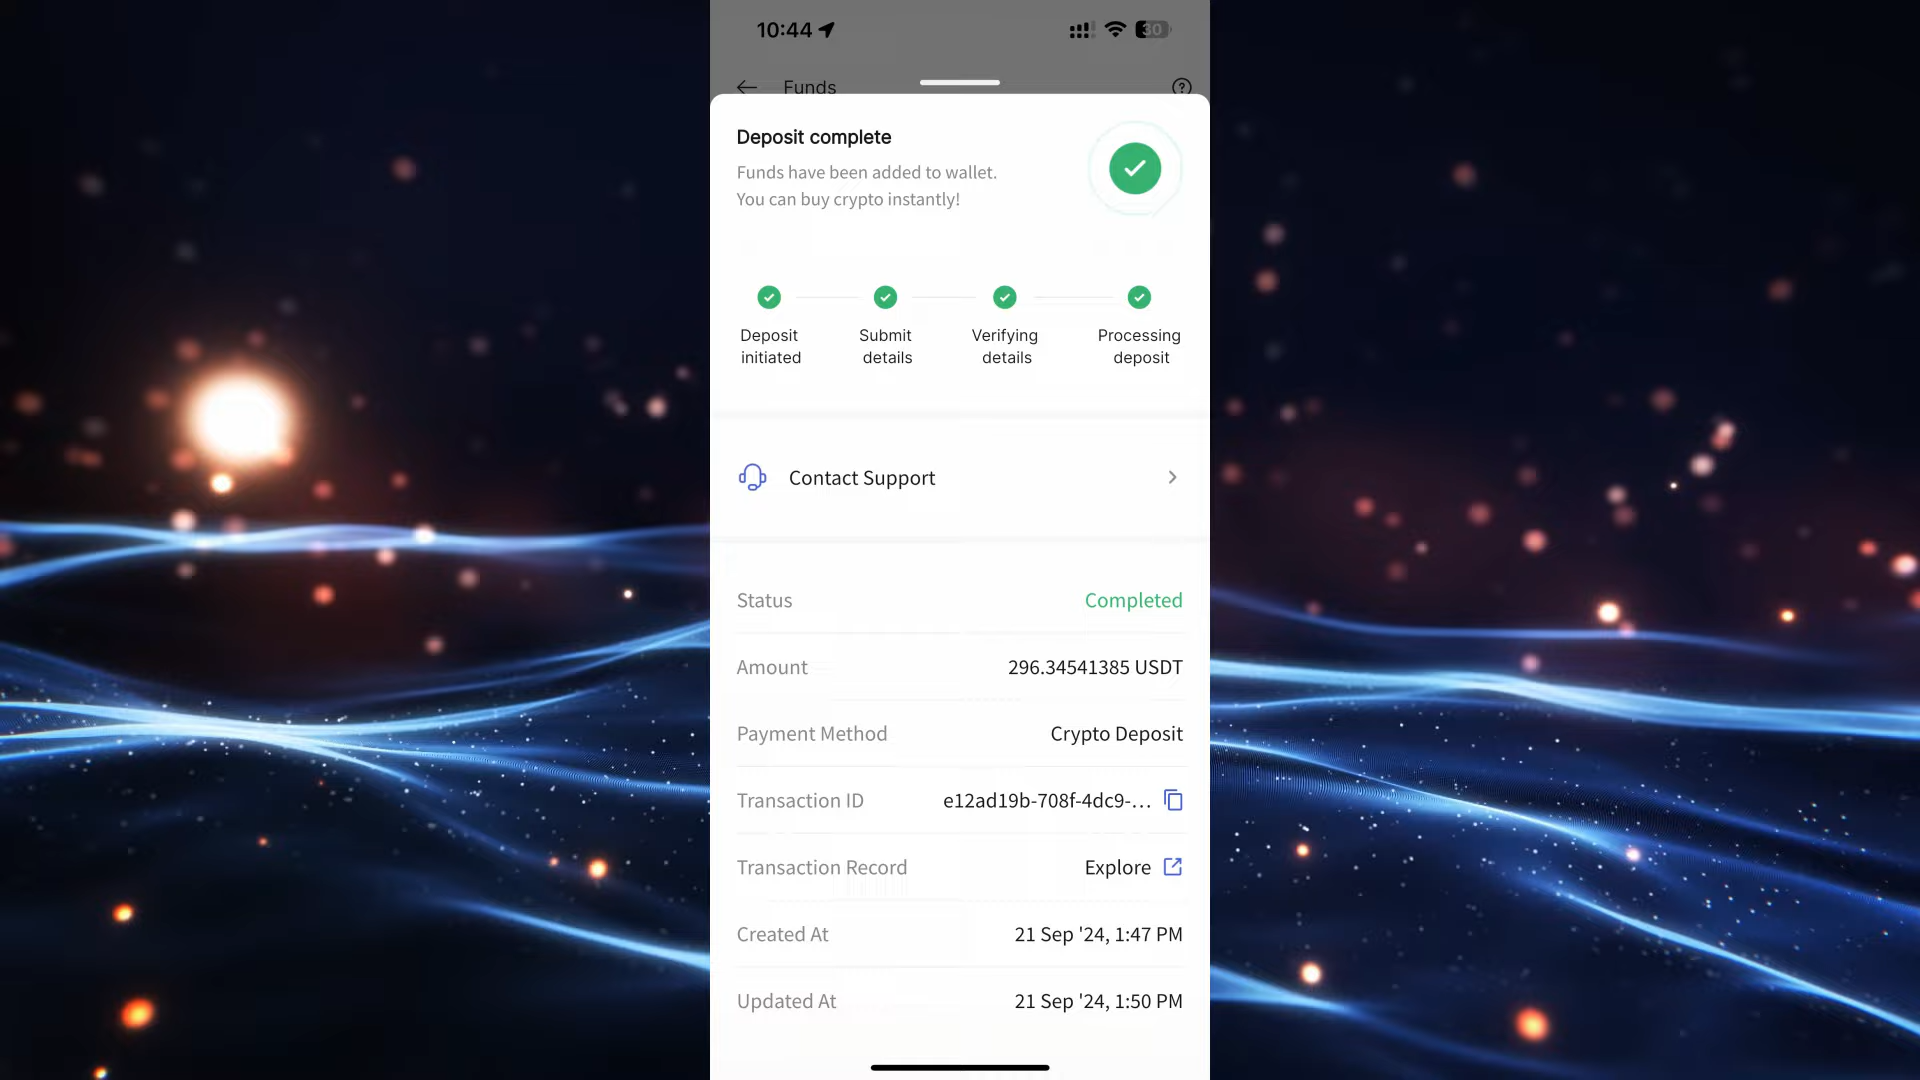 10:44
30
Funds
Deposit complete
Funds have been added to wallet.
You can buy crypto instantly!
Deposit initiated
Submit details
Verifying details
Processing deposit
Contact Support
Status Completed
Amount 296.34541385 USDT
Payment Method Crypto Deposit
Transaction ID e12ad19b-708f-4dc9-...
Transaction Record Explore
Created At 21 Sep '24, 1:47 PM
Updated At 21 Sep '24, 1:50 PM